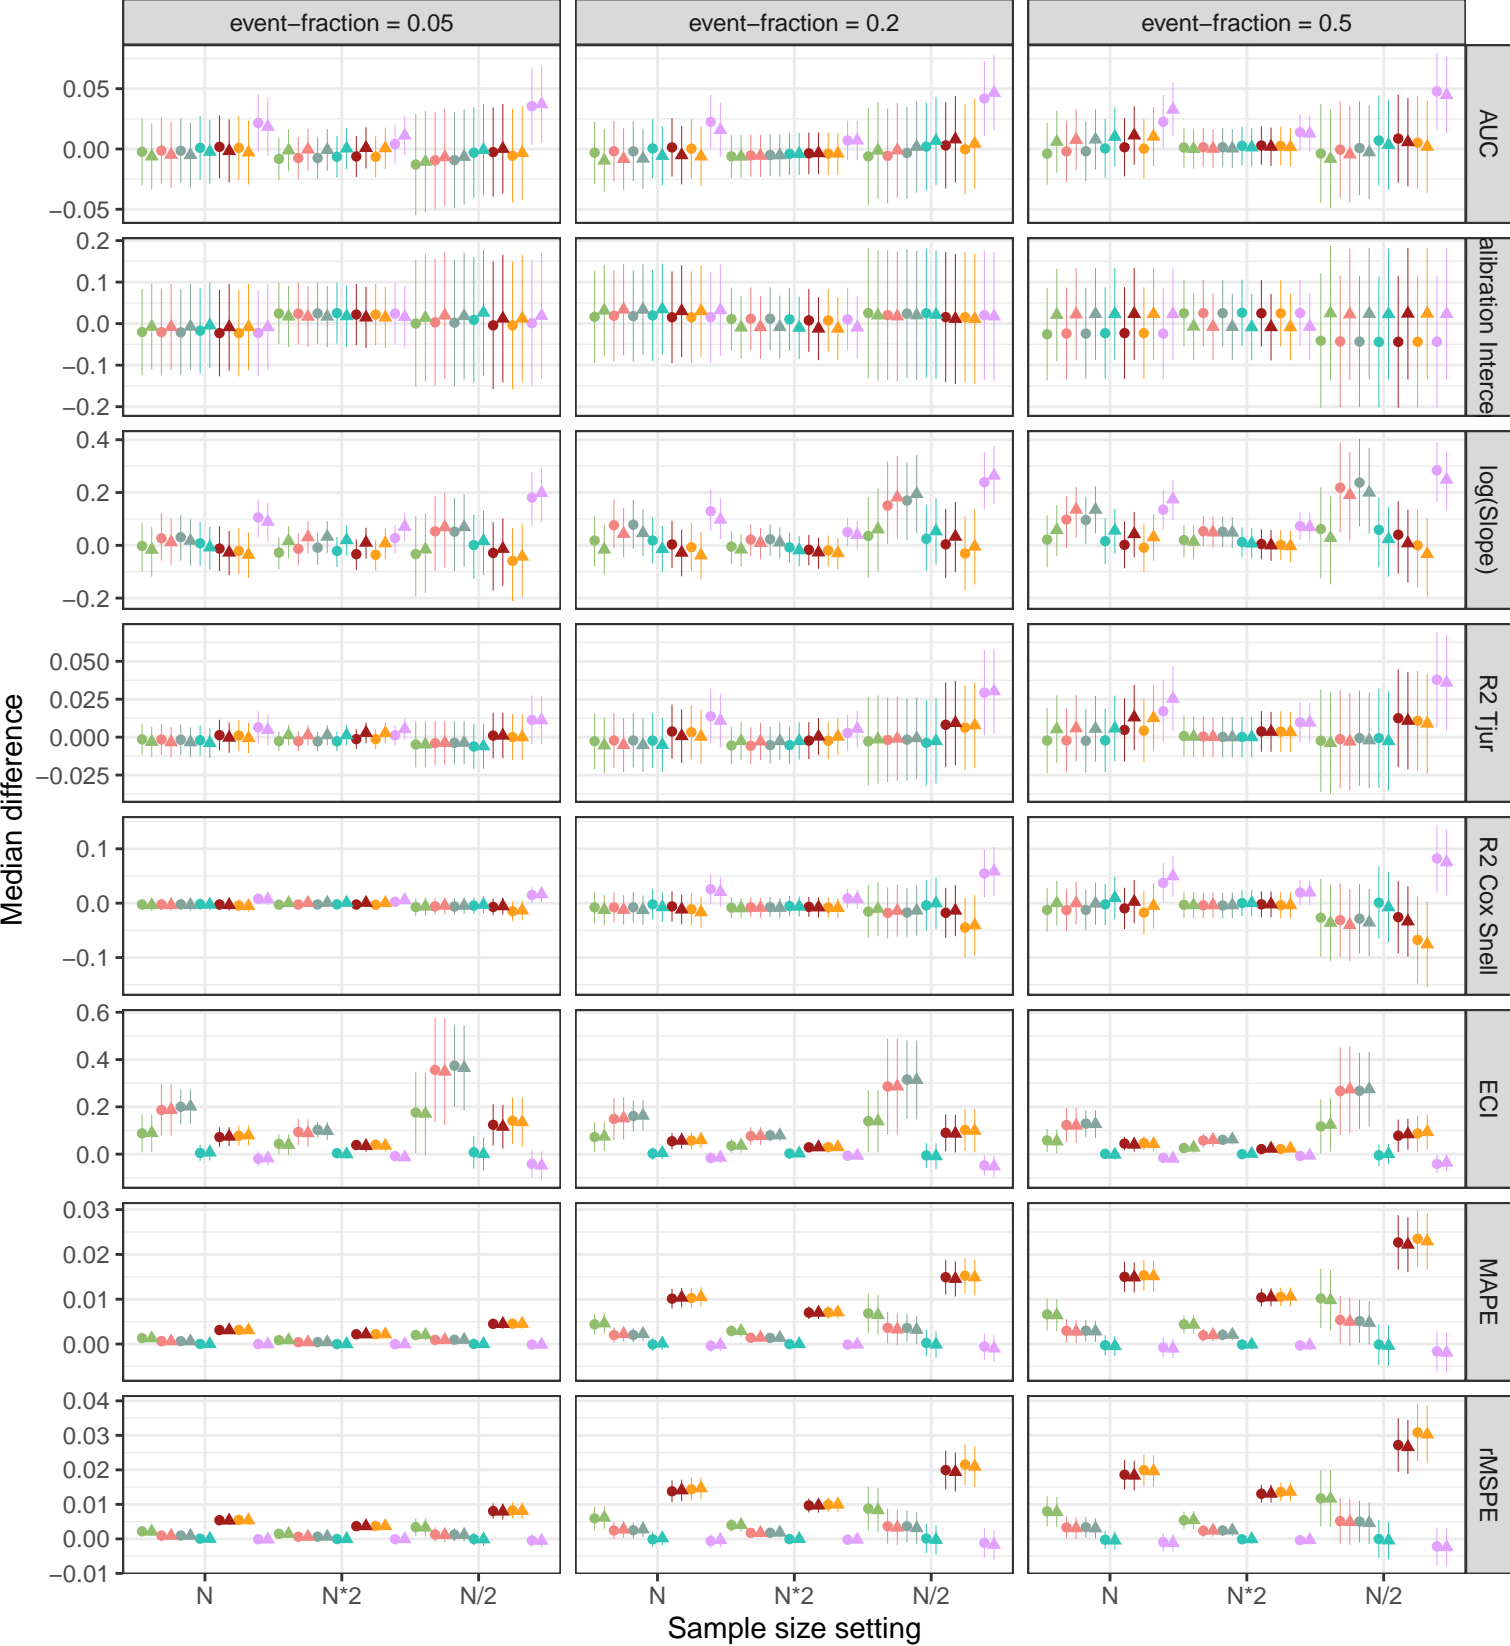 event−fraction = 0.05
event−fraction = 0.2
event−fraction = 0.5
0.05
0.00
−0.05
AUC
0.2
0.1
0.0
−0.1
−0.2
alibration Interce
0.4
0.2
0.0
−0.2
log(Slope)
0.050
0.025
0.000
−0.025
R2 Tjur
0.1
0.0
−0.1
R2 Cox Snell
0.6
0.4
0.2
0.0
ECI
0.03
0.02
0.01
0.00
MAPE
0.04
0.03
0.02
0.01
0.00
−0.01
rMSPE
Median difference
N
N*2
N/2
N
N*2
N/2
N
N*2
N/2
Sample size setting